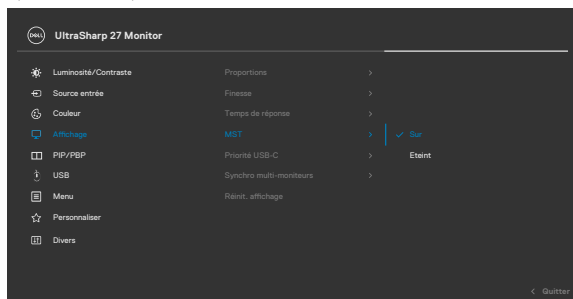 DELL UltraSharp 27 Monitor
Luminosité/Contraste Proportions >
Source entrée Finesse >
Couleur Temps de réponse >
Affichage MST > ✓ Sur
PIP/PBP Priorité USB-C > Eteint
USB Synchro multi-moniteurs >
Menu Réinit. affichage
Personnaliser
Divers
< Quitter